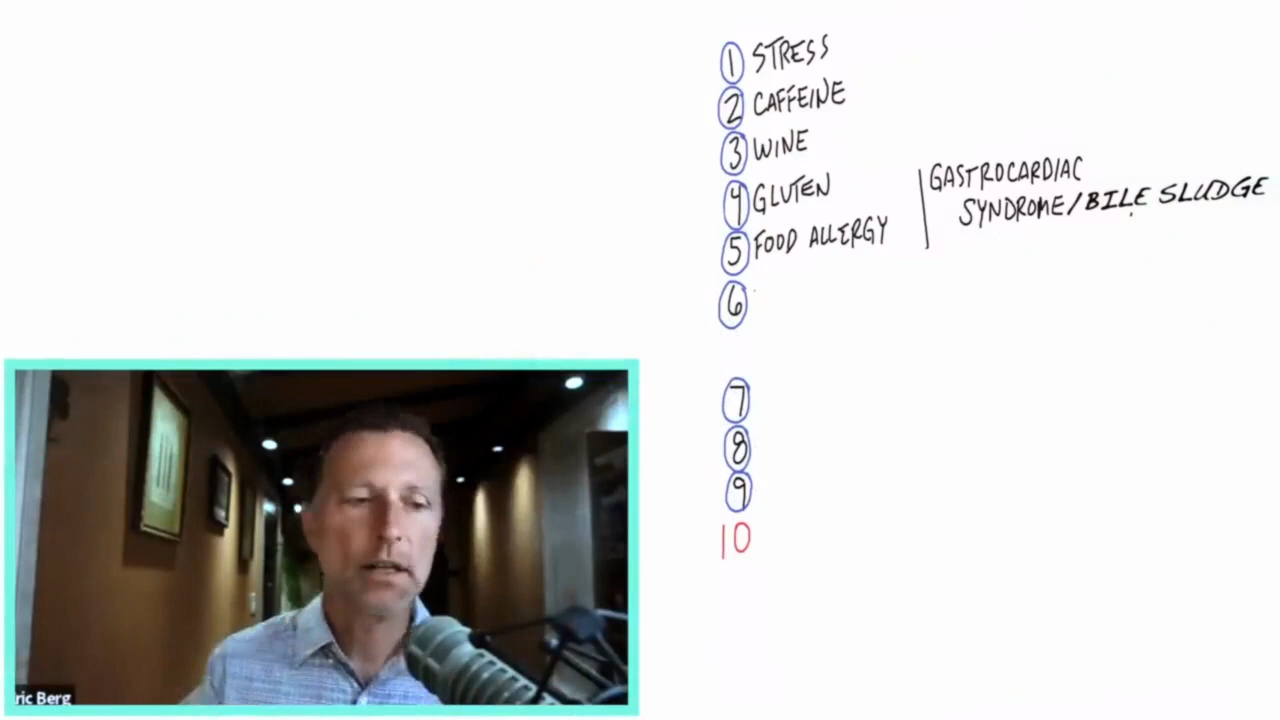 1 STRESS
2 CAFFEINE
3 WINE
4 GLUTEN
5 FOOD ALLERGY
GASTROCARDIAC
SYNDROME/BILE SLUDGE
6
7
8
9
10
ric Berg